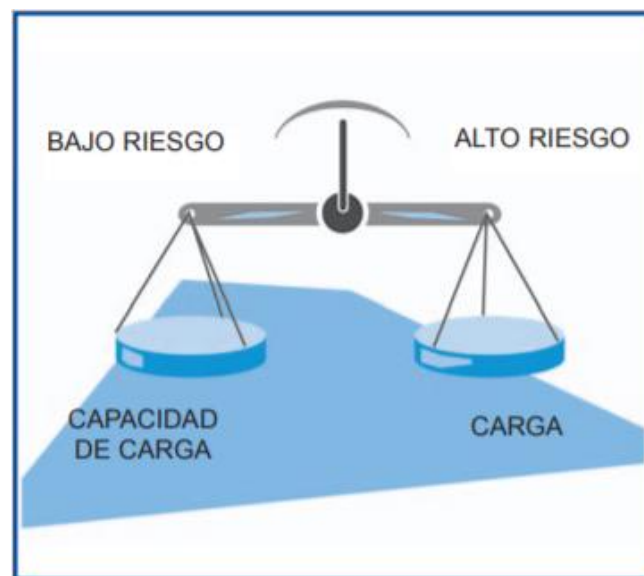 BAJO RIESGO
ALTO RIESGO
CAPACIDAD
DE CARGA
CARGA